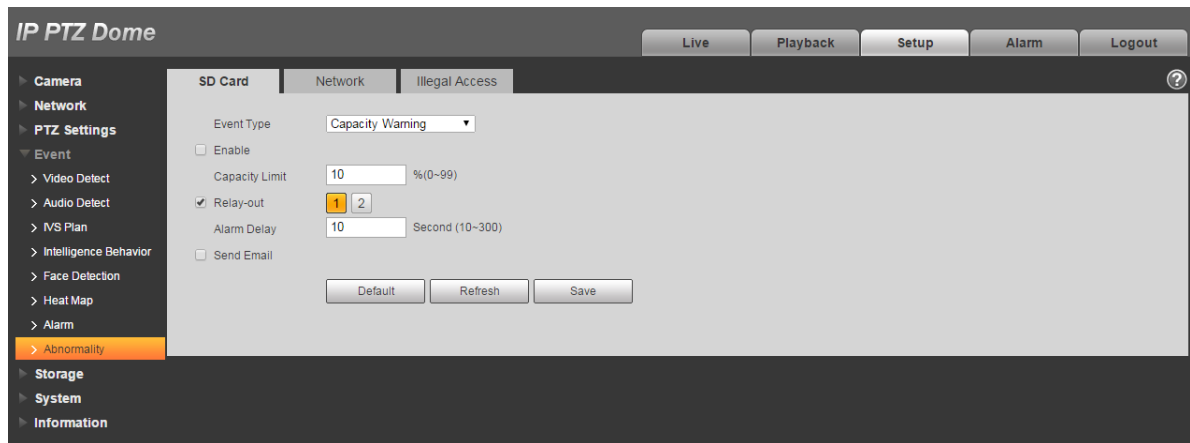 IP PTZ Dome
Live Playback Setup Alarm Logout
Camera
Network
PTZ Settings
Event
Video Detect
Audio Detect
IVS Plan
Intelligence Behavior
Face Detection
Heat Map
Alarm
Abnormality
Storage
System
Information
SD Card Network Illegal Access
?
Event Type Capacity Warning
Enable
Capacity Limit 10 %(0~99)
Relay-out 1 2
Alarm Delay 10 Second (10~300)
Send Email
Default Refresh Save